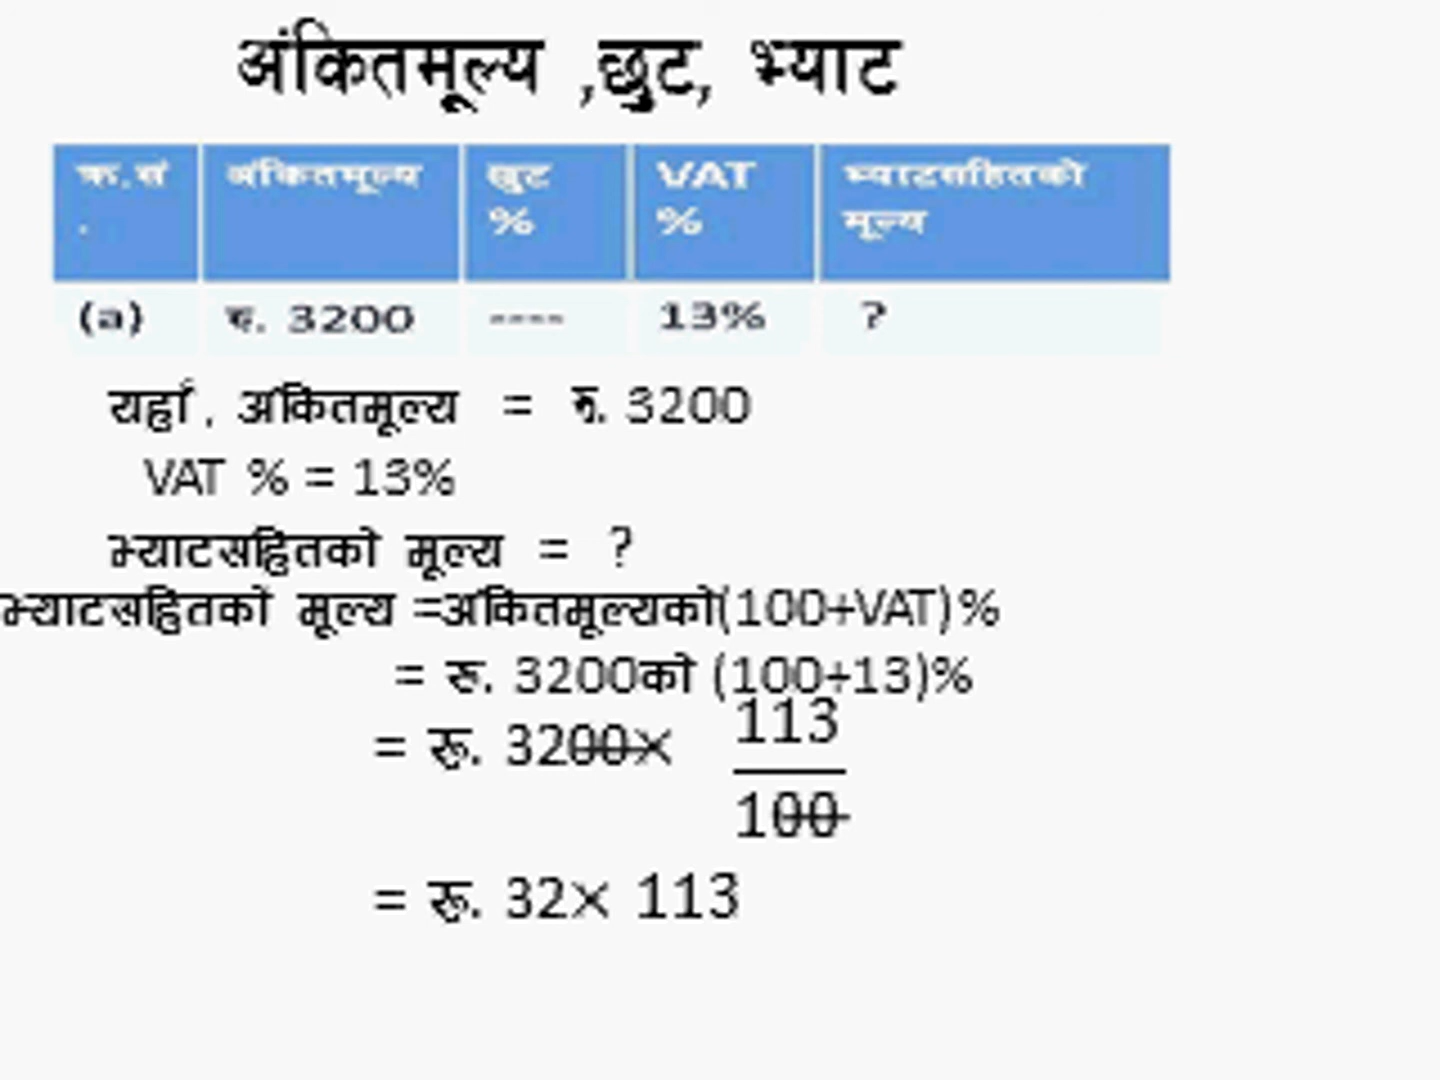 अंकितमूल्य ,छुट, भ्याट
क.सं. अंकितमूल्य छुट % VAT % भ्याटसहितको मूल्य
(a) रु. 3200 ---- 13% ?
यहाँ , अंकितमूल्य = रु. 3200
VAT % = 13%
भ्याटसहितको मूल्य = ?
भ्याटसहितको मूल्य =अंकितमूल्यको(100+VAT)%
= रु. 3200को (100+13)%
= रु. 3200× 113
100
= रु. 32× 113